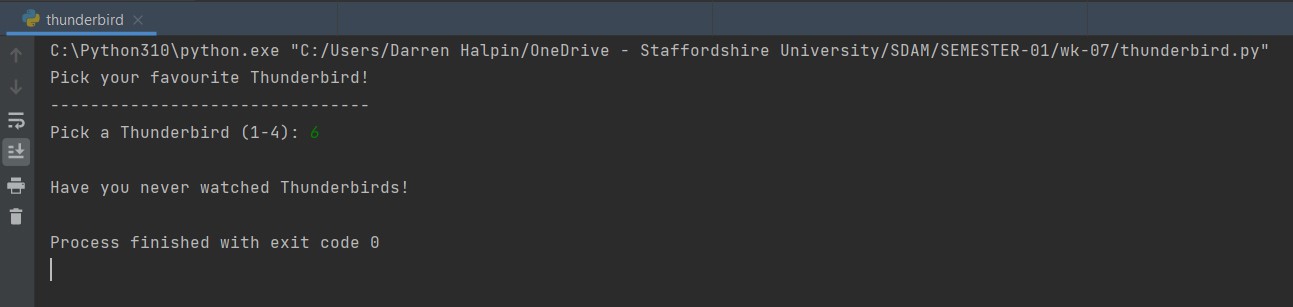 thunderbird
C:\Python310\python.exe "C:/Users/Darren Halpin/OneDrive - Staffordshire University/SDAM/SEMESTER-01/wk-07/thunderbird.py"
Pick your favourite Thunderbird!
--------------------------------
Pick a Thunderbird (1-4): 6
Have you never watched Thunderbirds!
Process finished with exit code 0